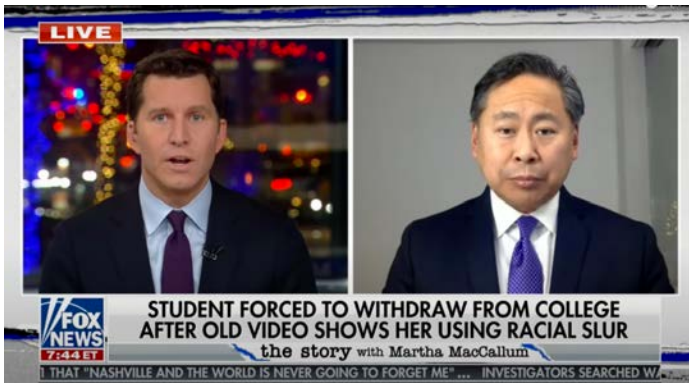 LIVE
STUDENT FORCED TO WITHDRAW FROM COLLEGE
AFTER OLD VIDEO SHOWS HER USING RACIAL SLUR
FOX
NEWS
7:44 ET
the story with Martha MacCallum
THAT "NASHVILLE AND THE WORLD IS NEVER GOING TO FORGET ME" ... INVESTIGATORS SEARCHED